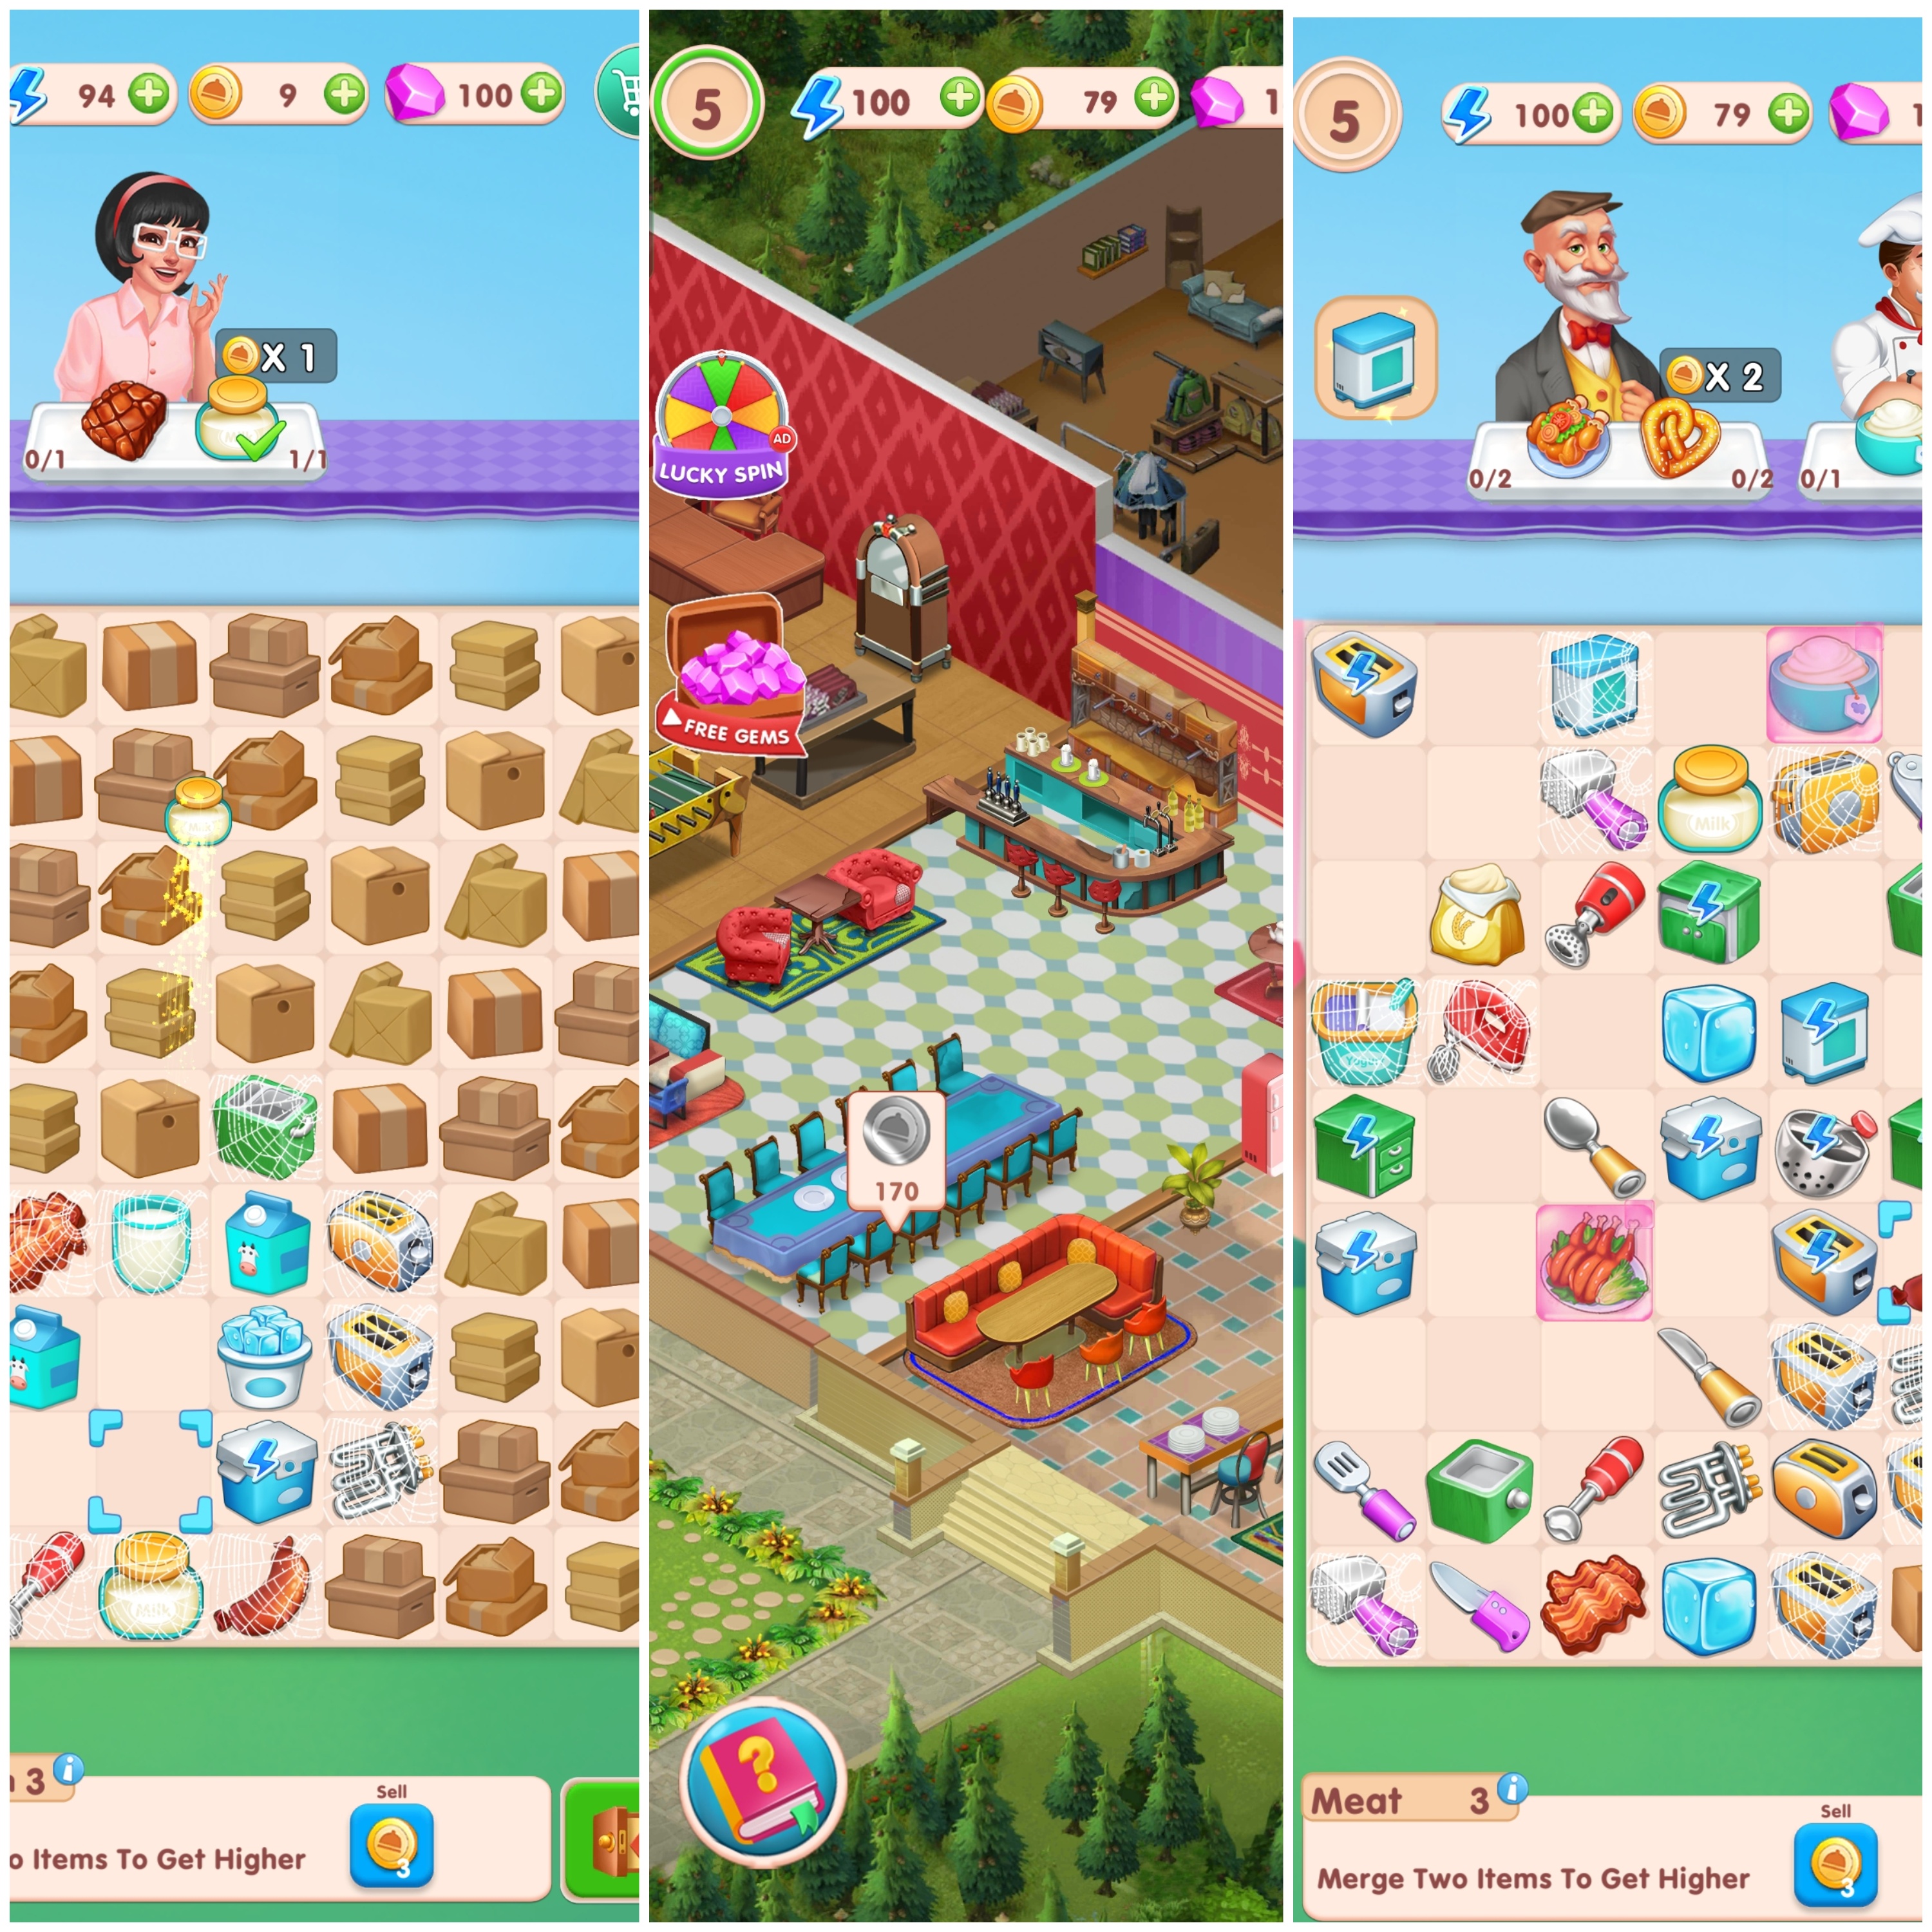 94
9
100
X 1
0/1
1/1
Milk
3
Sell
Items To Get Higher
3
5
100
79
1
AD
LUCKY SPIN
FREE GEMS
170
5
100
79
1
X 2
0/2
0/2
0/1
Milk
Meat 3
Sell
Merge Two Items To Get Higher
3